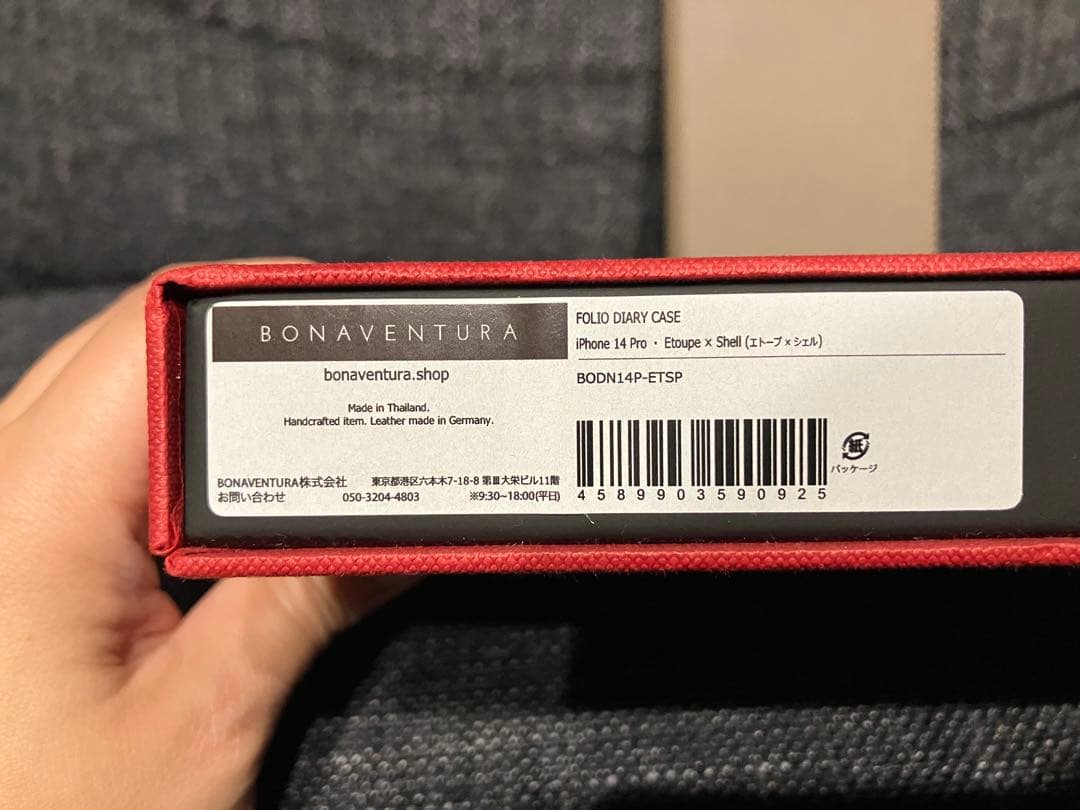 BONAVENTURA
bonaventura.shop
Made in Thailand.
Handcrafted item. Leather made in Germany.
BONAVENTURA株式会社 東京都港区六本木7-18-8 第Ⅲ大栄ビル11階
お問い合わせ 050-3204-4803 ※9:30~18:00(平日)
FOLIO DIARY CASE
iPhone 14 Pro・Etoupe × Shell (エトープ × シェル)
BODN14P-ETSP
4589903590925
紙
パッケージ